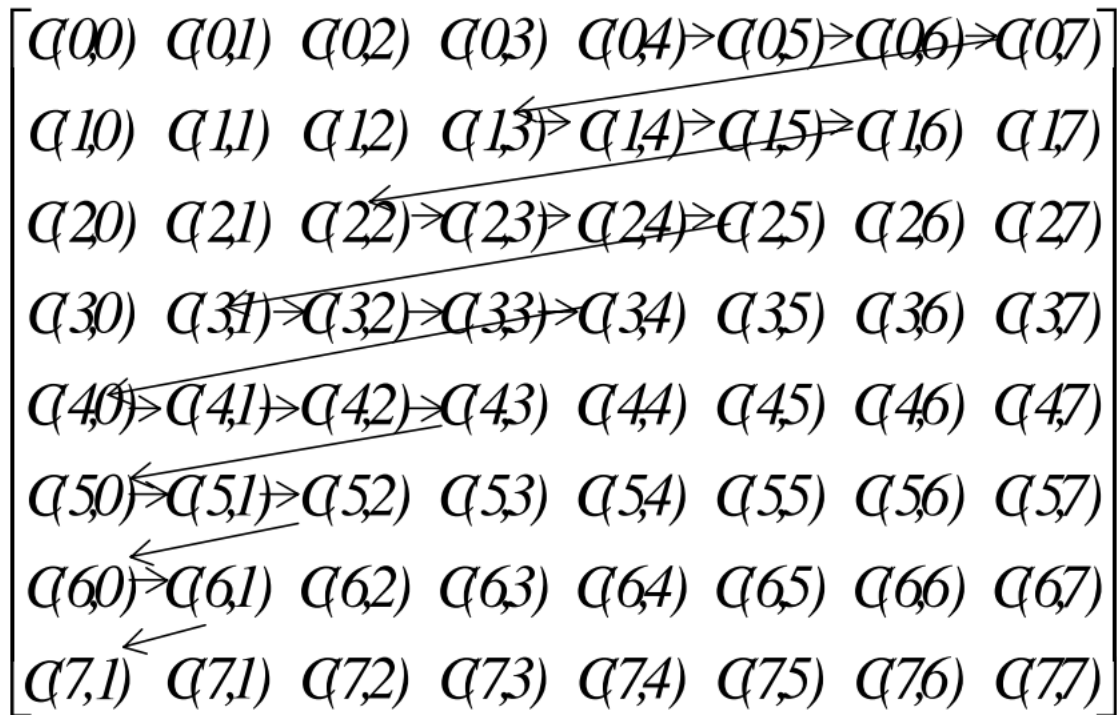 C(0,0) C(0,1) C(0,2) C(0,3) C(0,4) C(0,5) C(0,6) C(0,7)
C(1,0) C(1,1) C(1,2) C(1,3) C(1,4) C(1,5) C(1,6) C(1,7)
C(2,0) C(2,1) C(2,2) C(2,3) C(2,4) C(2,5) C(2,6) C(2,7)
C(3,0) C(3,1) C(3,2) C(3,3) C(3,4) C(3,5) C(3,6) C(3,7)
C(4,0) C(4,1) C(4,2) C(4,3) C(4,4) C(4,5) C(4,6) C(4,7)
C(5,0) C(5,1) C(5,2) C(5,3) C(5,4) C(5,5) C(5,6) C(5,7)
C(6,0) C(6,1) C(6,2) C(6,3) C(6,4) C(6,5) C(6,6) C(6,7)
C(7,1) C(7,1) C(7,2) C(7,3) C(7,4) C(7,5) C(7,6) C(7,7)